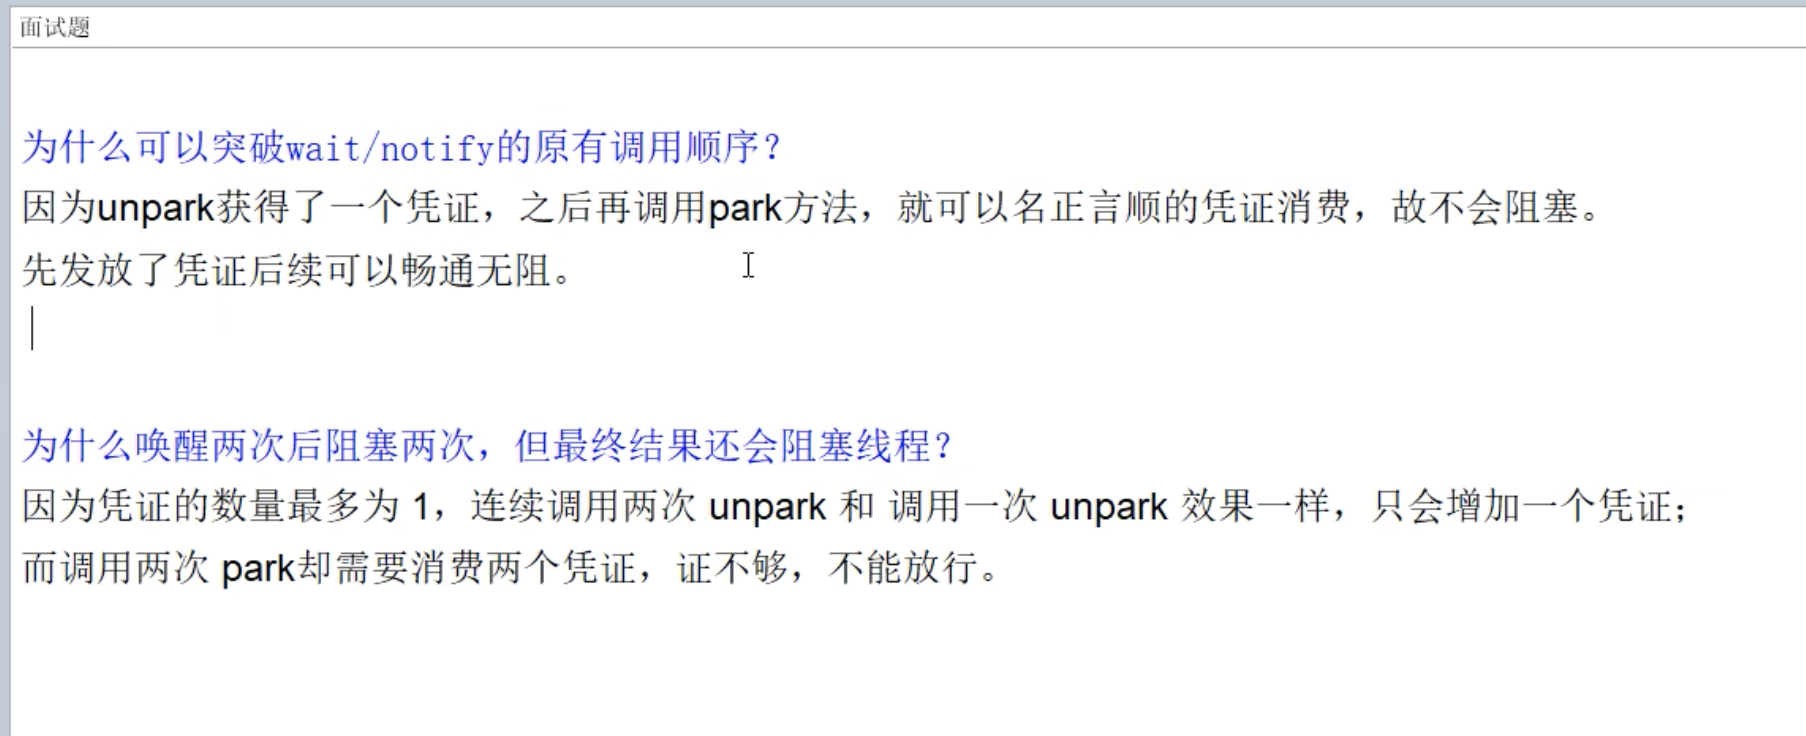 面试题
为什么可以突破wait/notify的原有调用顺序？
因为unpark获得了一个凭证，之后再调用park方法，就可以名正言顺的凭证消费，故不会阻塞。
先发放了凭证后续可以畅通无阻。
为什么唤醒两次后阻塞两次，但最终结果还会阻塞线程？
因为凭证的数量最多为 1，连续调用两次 unpark 和 调用一次 unpark 效果一样，只会增加一个凭证；
而调用两次 park却需要消费两个凭证，证不够，不能放行。